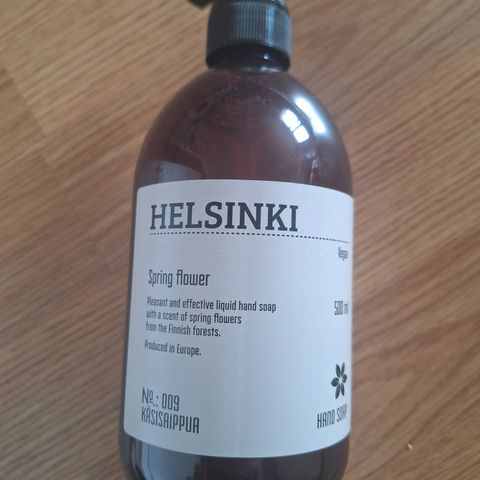 HELSINKI
Vegan
Spring flower
Pleasant and effective liquid hand soap
with a scent of spring flowers
from the Finnish forests.
Produced in Europe.
500 ml
№.: 009
KÄSISAIPPUA
HAND SOAP